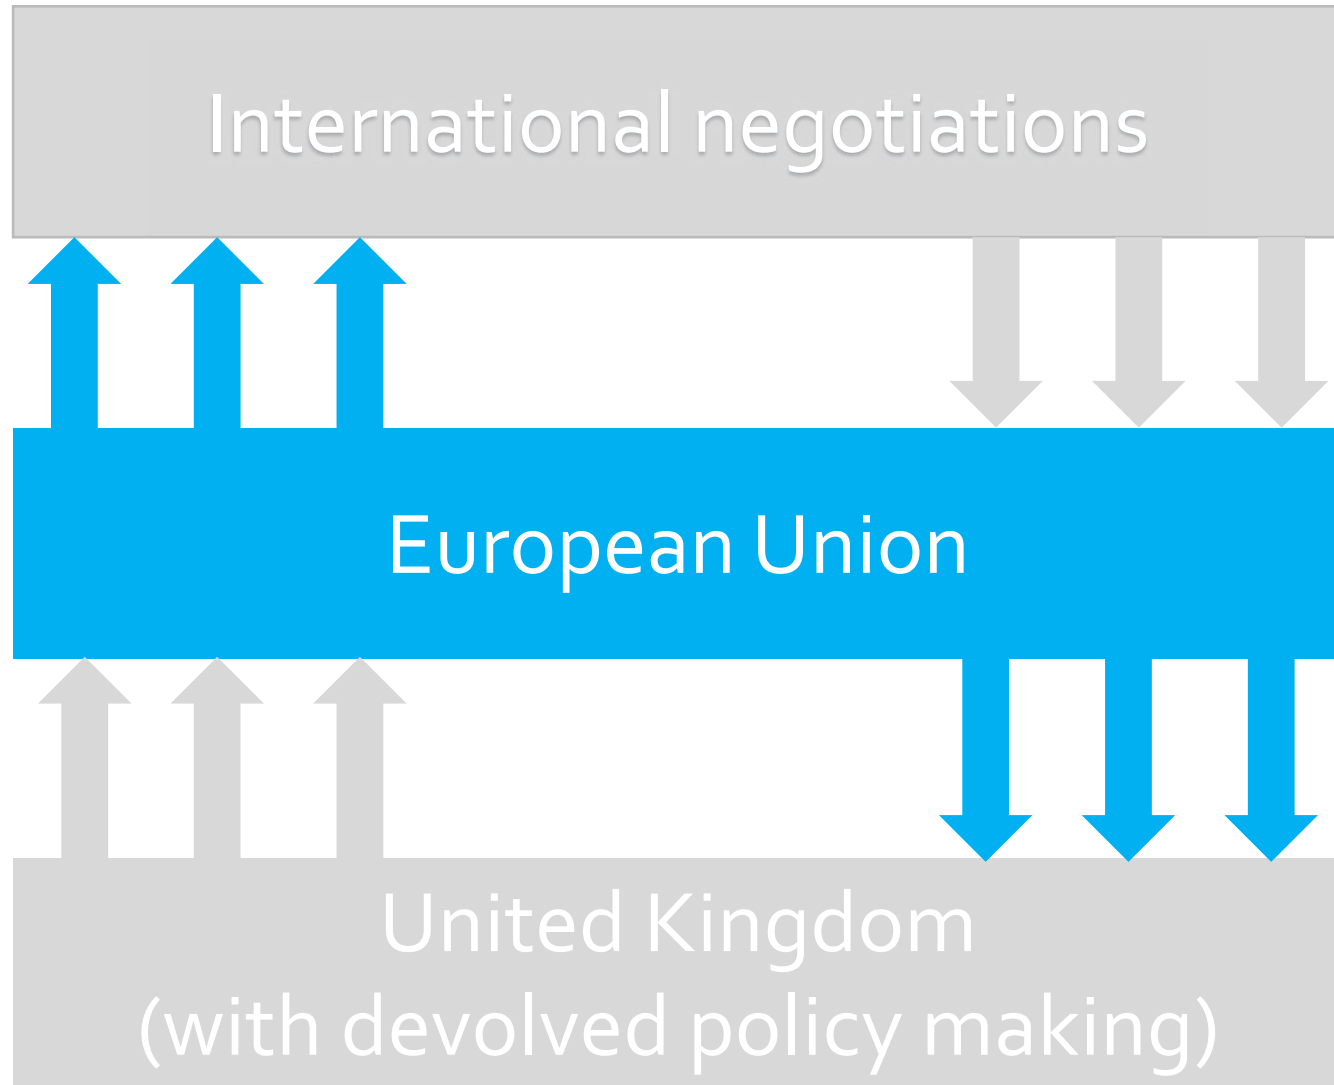 International negotiations
European Union
United Kingdom
(with devolved policy making)